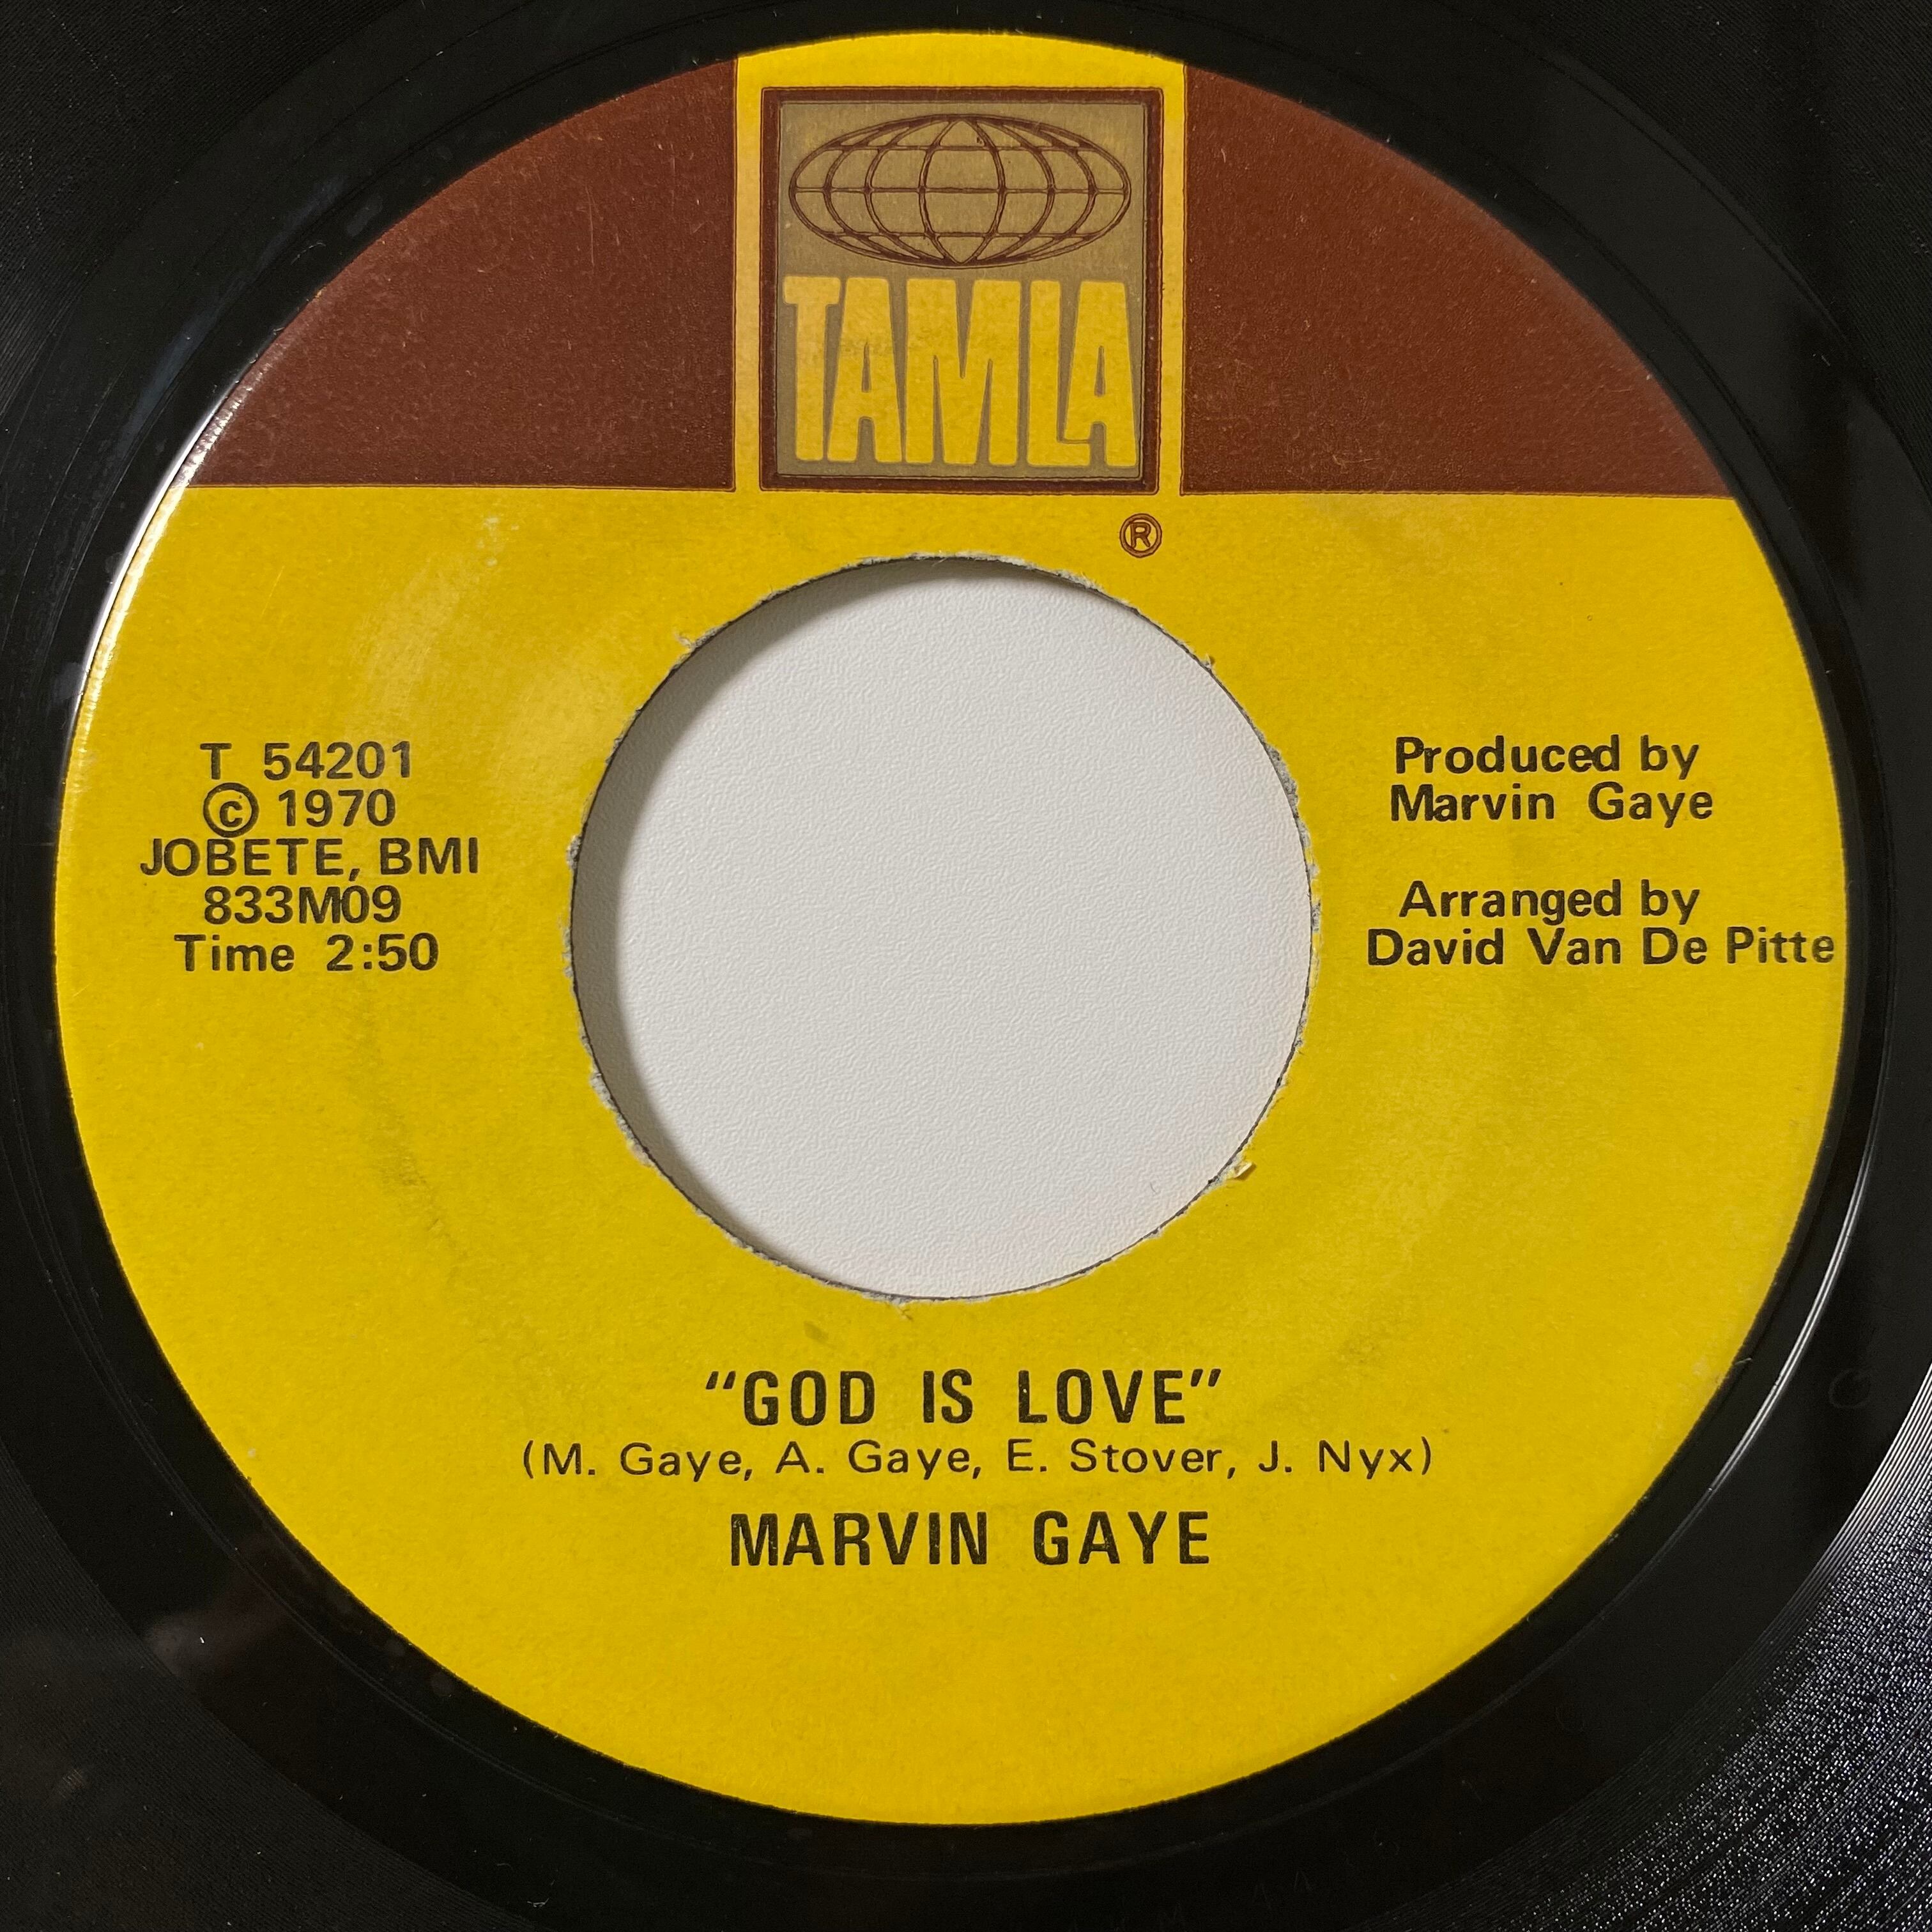 TAMLA
®
T 54201
© 1970
JOBETE, BMI
833M09
Time 2:50
Produced by
Marvin Gaye
Arranged by
David Van De Pitte
"GOD IS LOVE"
(M. Gaye, A. Gaye, E. Stover, J. Nyx)
MARVIN GAYE